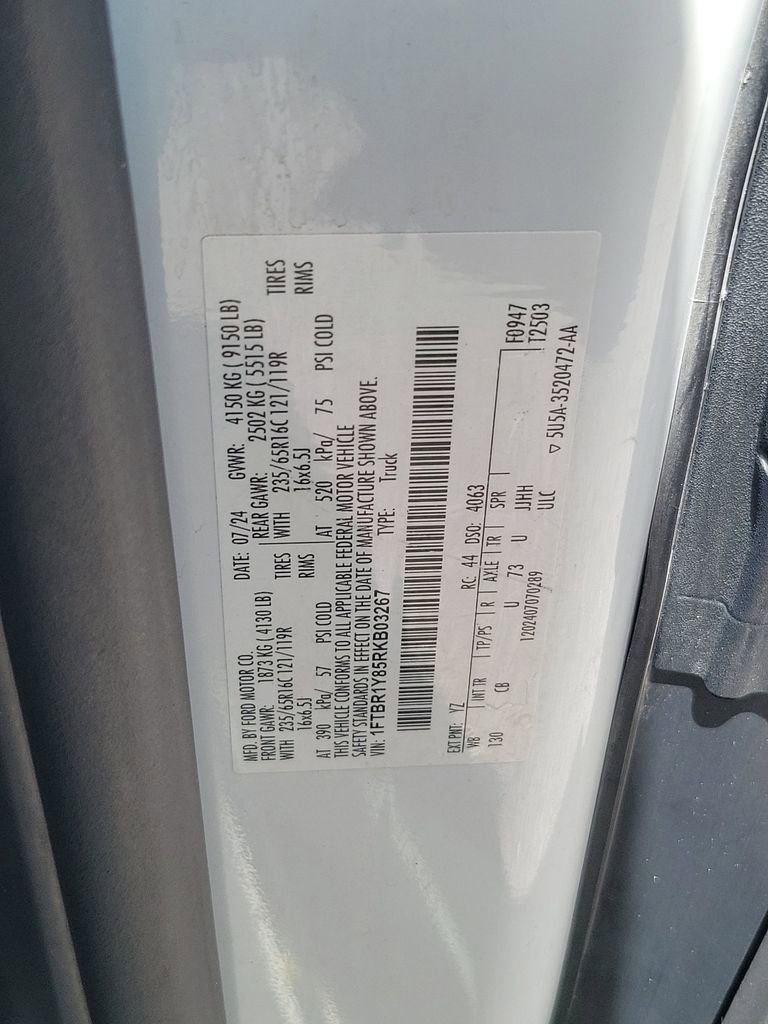 MFD. BY FORD MOTOR CO.
DATE: 07/24 GVWR: 4150 KG ( 9150 LB)
FRONT GAWR: 1873 KG ( 4130 LB)
REAR GAWR: 2502 KG ( 5515 LB)
WITH 235/65R16C 121/119R TIRES
WITH 235/65R16C 121/119R TIRES
16x6.5J RIMS
16x6.5J RIMS
AT 390 kPa/ 57 PSI COLD
AT 520 kPa/ 75 PSI COLD
THIS VEHICLE CONFORMS TO ALL APPLICABLE FEDERAL MOTOR VEHICLE
SAFETY STANDARDS IN EFFECT ON THE DATE OF MANUFACTURE SHOWN ABOVE.
VIN: 1FTBR1Y85RKB03267 TYPE: Truck
EXT PNT: YZ RC: 44 DSO: 4063
WB INT TR TP/PS R AXLE TR SPR F0947
130 CB U 73 U JJHH T2503
1202407070289 ULC ▽ 5U5A-3520472-AA